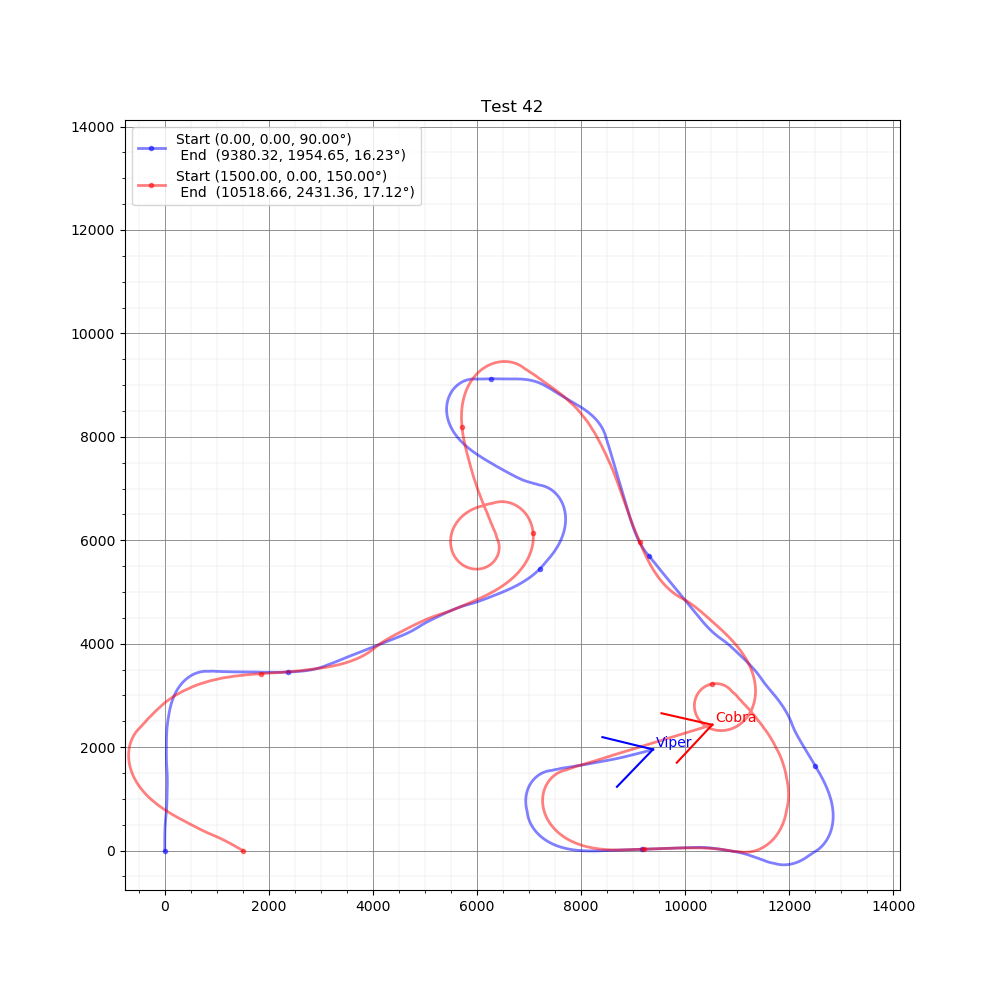 Test 42
Start (0.00, 0.00, 90.00°)
End (9380.32, 1954.65, 16.23°)
Start (1500.00, 0.00, 150.00°)
End (10518.66, 2431.36, 17.12°)
14000
12000
10000
8000
6000
4000
2000
0
Cobra
Viper
0 2000 4000 6000 8000 10000 12000 14000